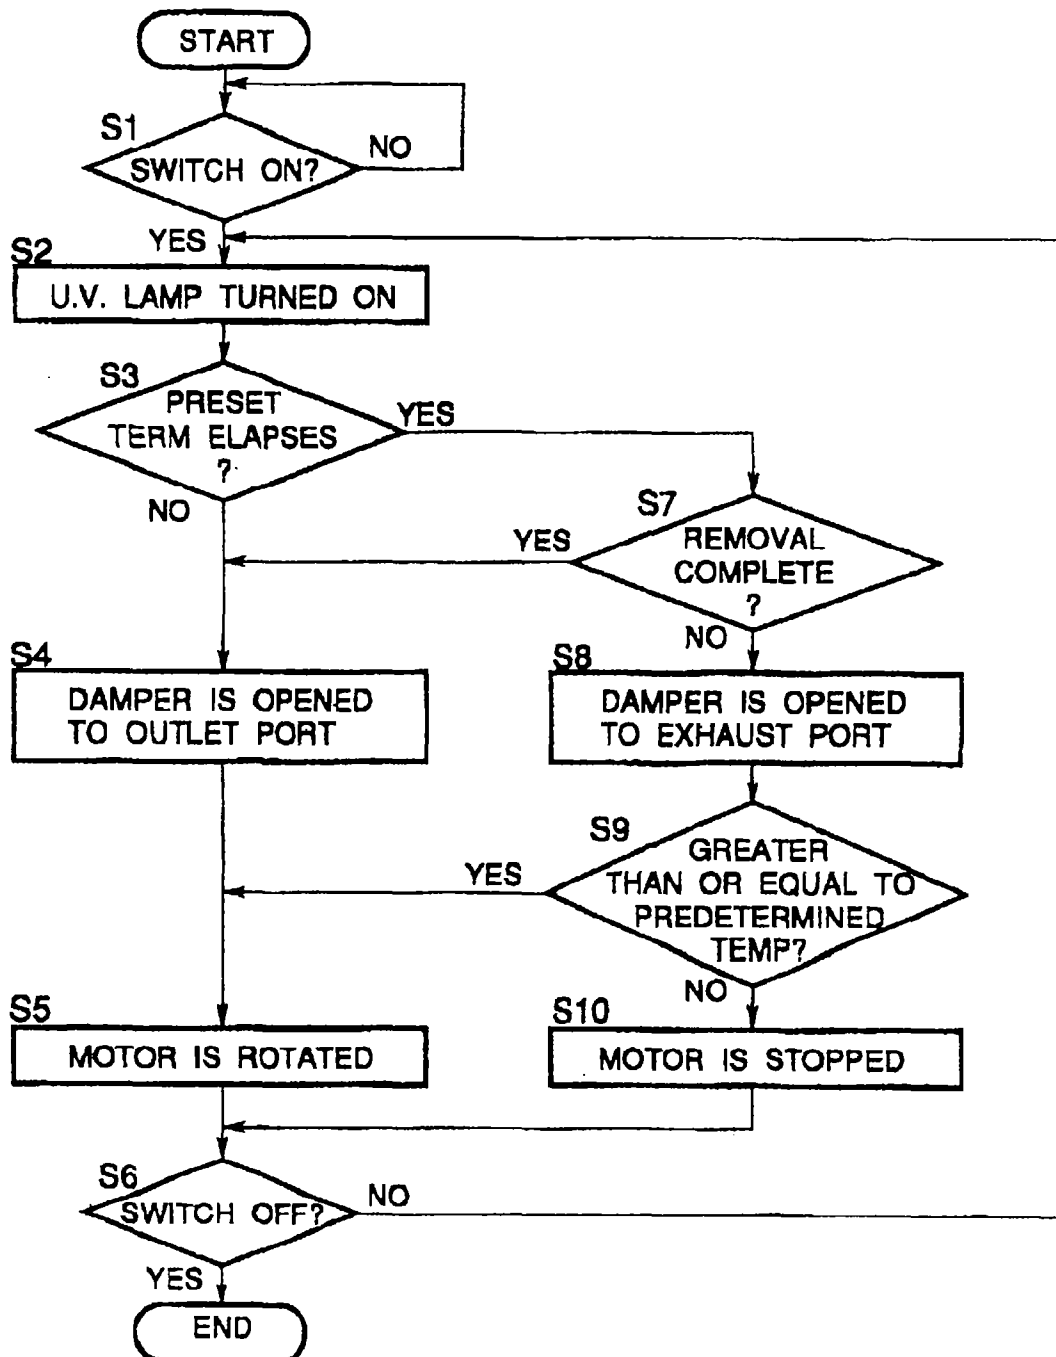 START
S1
SWITCH ON?
NO
YES
S2
U.V. LAMP TURNED ON
S3
PRESET
TERM ELAPSES
?
YES
NO
S7
REMOVAL
COMPLETE
?
YES
NO
S4
DAMPER IS OPENED
TO OUTLET PORT
S8
DAMPER IS OPENED
TO EXHAUST PORT
S9
GREATER
THAN OR EQUAL TO
PREDETERMINED
TEMP?
YES
NO
S5
MOTOR IS ROTATED
S10
MOTOR IS STOPPED
S6
SWITCH OFF?
NO
YES
END